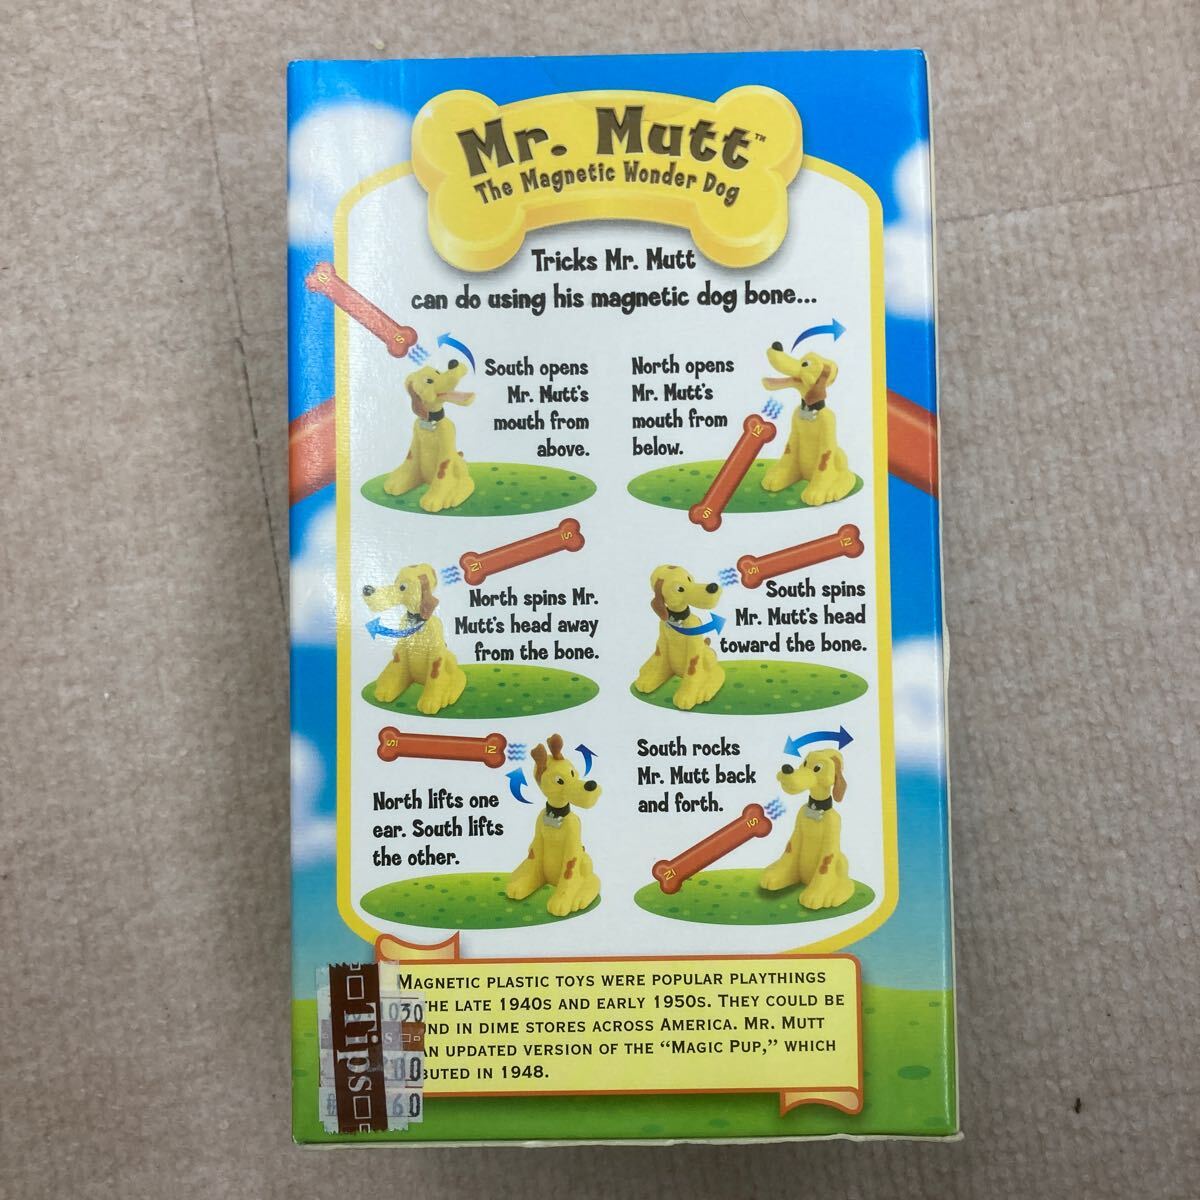 Mr. Mutt™
The Magnetic Wonder Dog
Tricks Mr. Mutt
can do using his magnetic dog bone...
N
S
South opens
Mr. Mutt's
mouth from
above.
North opens
Mr. Mutt's
mouth from
below.
N
S
S
N
North spins Mr.
Mutt's head away
from the bone.
N
S
South spins
Mr. Mutt's head
toward the bone.
S
N
North lifts one
ear. South lifts
the other.
South rocks
Mr. Mutt back
and forth.
S
N
MAGNETIC PLASTIC TOYS WERE POPULAR PLAYTHINGS
THE LATE 1940S AND EARLY 1950S. THEY COULD BE
IN DIME STORES ACROSS AMERICA. MR. MUTT
AN UPDATED VERSION OF THE “MAGIC PUP,” WHICH
IN 1948.
Tips